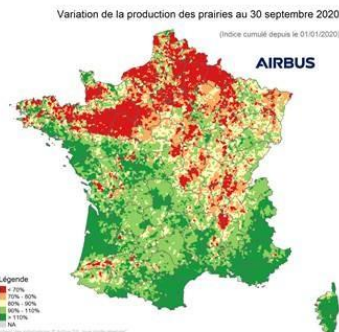 Variation de la production des prairies au 30 septembre 2020
(Indice cumulé depuis le 01/01/2020)
AIRBUS
Légende
< 70%
70% - 80%
80% - 90%
90% - 110%
> 110%
NA